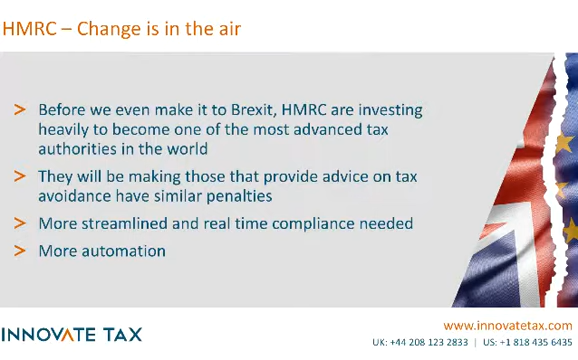 HMRC – Change is in the air
> Before we even make it to Brexit, HMRC are investing
heavily to become one of the most advanced tax
authorities in the world
> They will be making those that provide advice on tax
avoidance have similar penalties
> More streamlined and real time compliance needed
> More automation
INNOVATE TAX
www.innovatetax.com
UK: +44 208 123 2833 | US: +1 818 435 6435